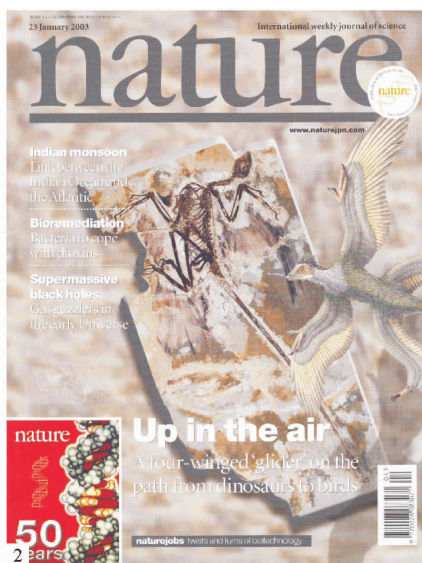 23 January 2003
International weekly journal of science
nature
nature
www.naturejpn.com
Indian monsoon
Link between the
Indian Ocean and
the Atlantic
Bioremediation
Bacteria to cope
with dioxins
Supermassive
black holes
Gas guzzlers in
the early Universe
Up in the air
A four-winged 'glider' on the
path from dinosaurs to birds
nature
50
2 ears
naturejobs twists and turns of biotechnology